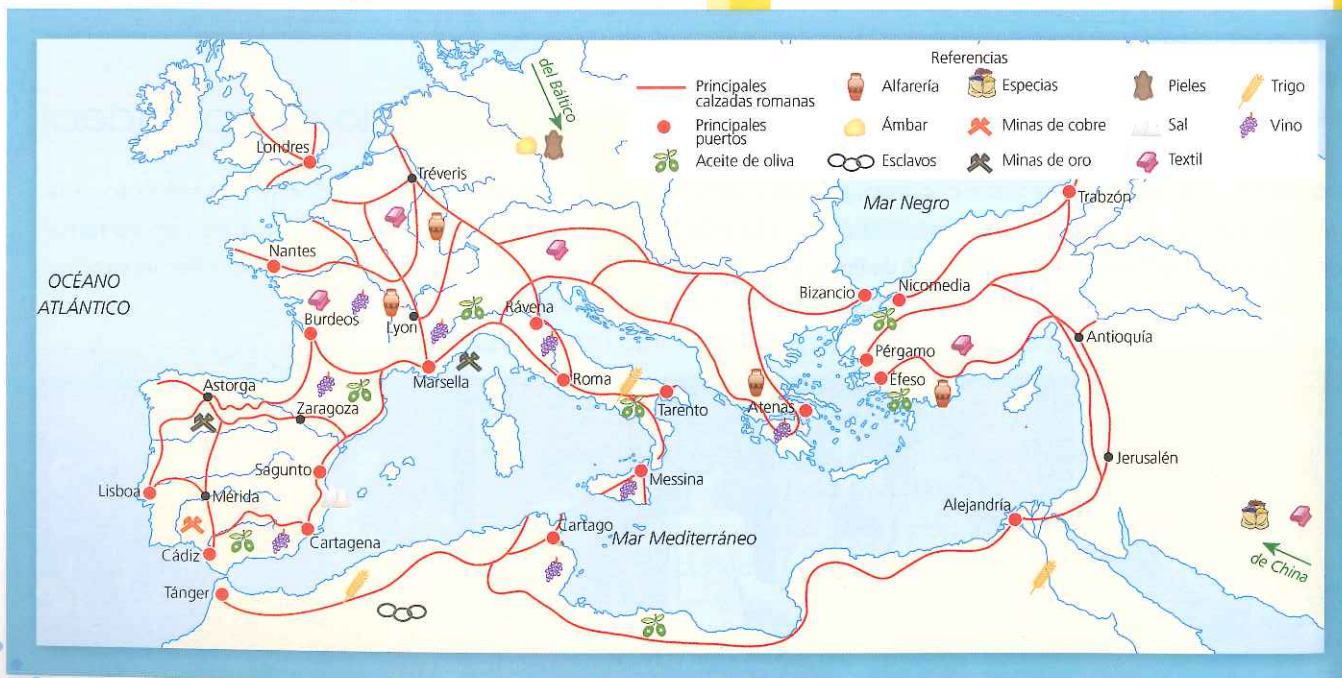 Referencias
Principales
calzadas romanas
Principales
puertos
Aceite de oliva
Alfarería
Ámbar
Esclavos
Especias
Minas de cobre
Minas de oro
Pieles
Sal
Textil
Trigo
Vino
del Báltico
Londres
Tréveris
Mar Negro
Trabzón
Nantes
OCÉANO
ATLÁNTICO
Bizancio
Nicomedia
Burdeos
Lyon
Rávena
Antioquía
Pérgamo
Marsella
Roma
Efeso
Astorga
Zaragoza
Tarento
Atenas
Sagunto
Messina
Jerusalén
Lisboa
Mérida
Alejandría
Cartagena
Cartago
Mar Mediterráneo
Cádiz
de China
Tánger